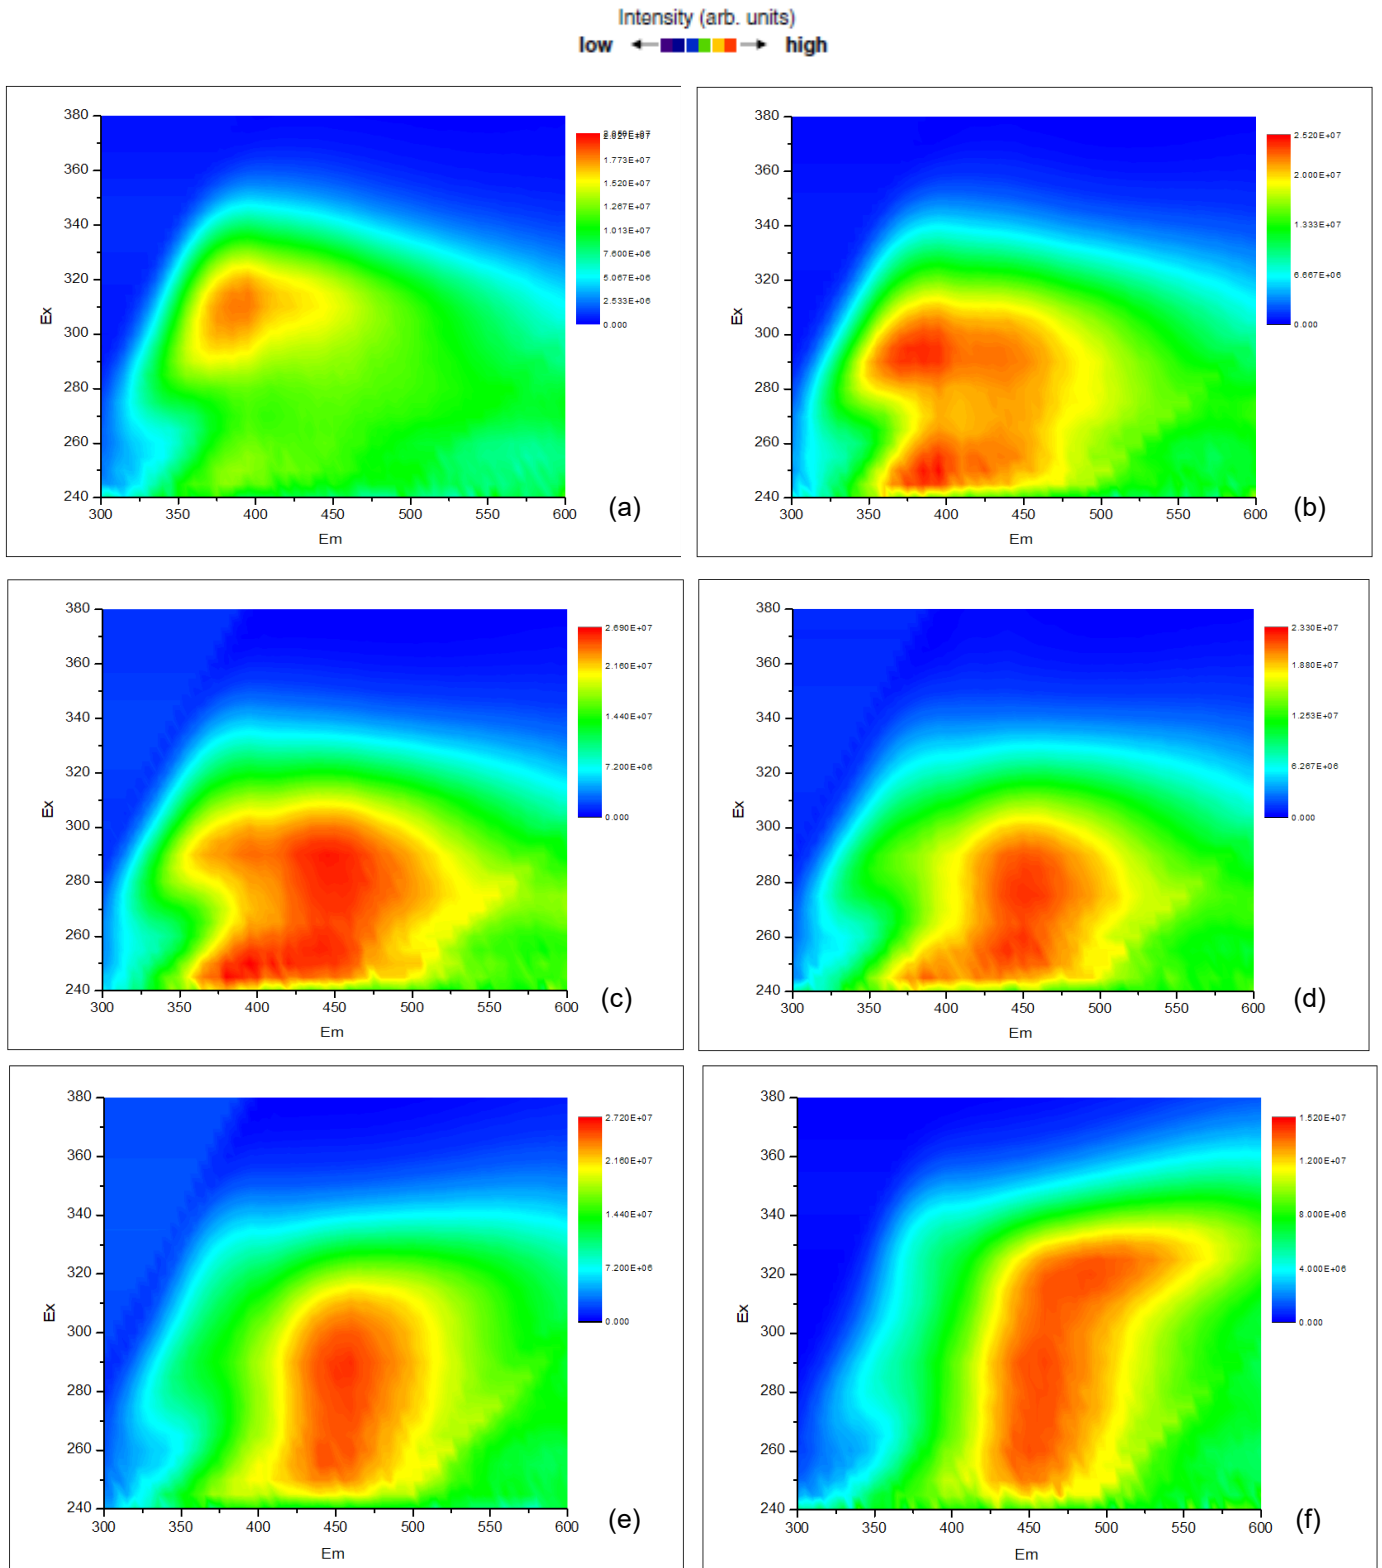 Intensity (arb. units)
low high
380
360
340
320
300
280
260
240
300 350 400 450 500 550 600
Ex
Em
2.027E+07
1.773E+07
1.520E+07
1.267E+07
1.013E+07
7.600E+06
5.067E+06
2.533E+06
0.000
(a)
380
360
340
320
300
280
260
240
300 350 400 450 500 550 600
Ex
Em
2.520E+07
2.000E+07
1.333E+07
6.667E+06
0.000
(b)
380
360
340
320
300
280
260
240
300 350 400 450 500 550 600
Ex
Em
2.690E+07
2.160E+07
1.440E+07
7.200E+06
0.000
(c)
380
360
340
320
300
280
260
240
300 350 400 450 500 550 600
Ex
Em
2.330E+07
1.880E+07
1.253E+07
6.267E+06
0.000
(d)
380
360
340
320
300
280
260
240
300 350 400 450 500 550 600
Ex
Em
2.720E+07
2.160E+07
1.440E+07
7.200E+06
0.000
(e)
380
360
340
320
300
280
260
240
300 350 400 450 500 550 600
Ex
Em
1.520E+07
1.200E+07
8.000E+06
4.000E+06
0.000
(f)